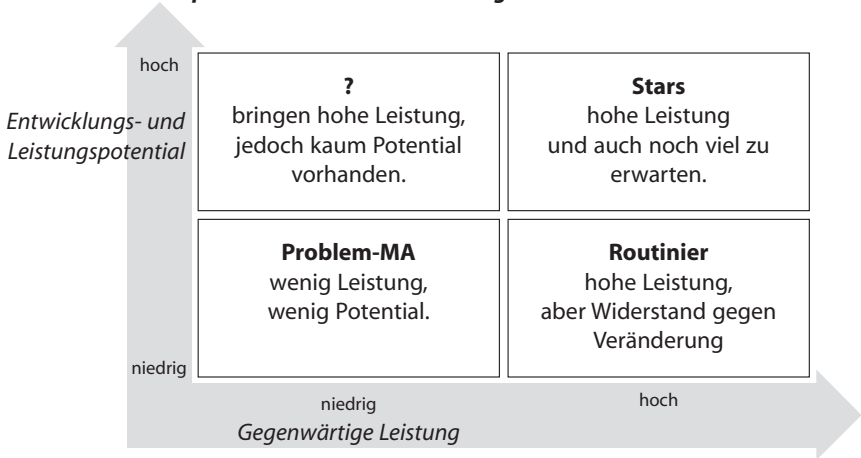 hoch
Entwicklungs- und
Leistungspotential
?
bringen hohe Leistung,
jedoch kaum Potential
vorhanden.
Stars
hohe Leistung
und auch noch viel zu
erwarten.
Problem-MA
wenig Leistung,
wenig Potential.
Routinier
hohe Leistung,
aber Widerstand gegen
Veränderung
niedrig
niedrig
hoch
Gegenwärtige Leistung